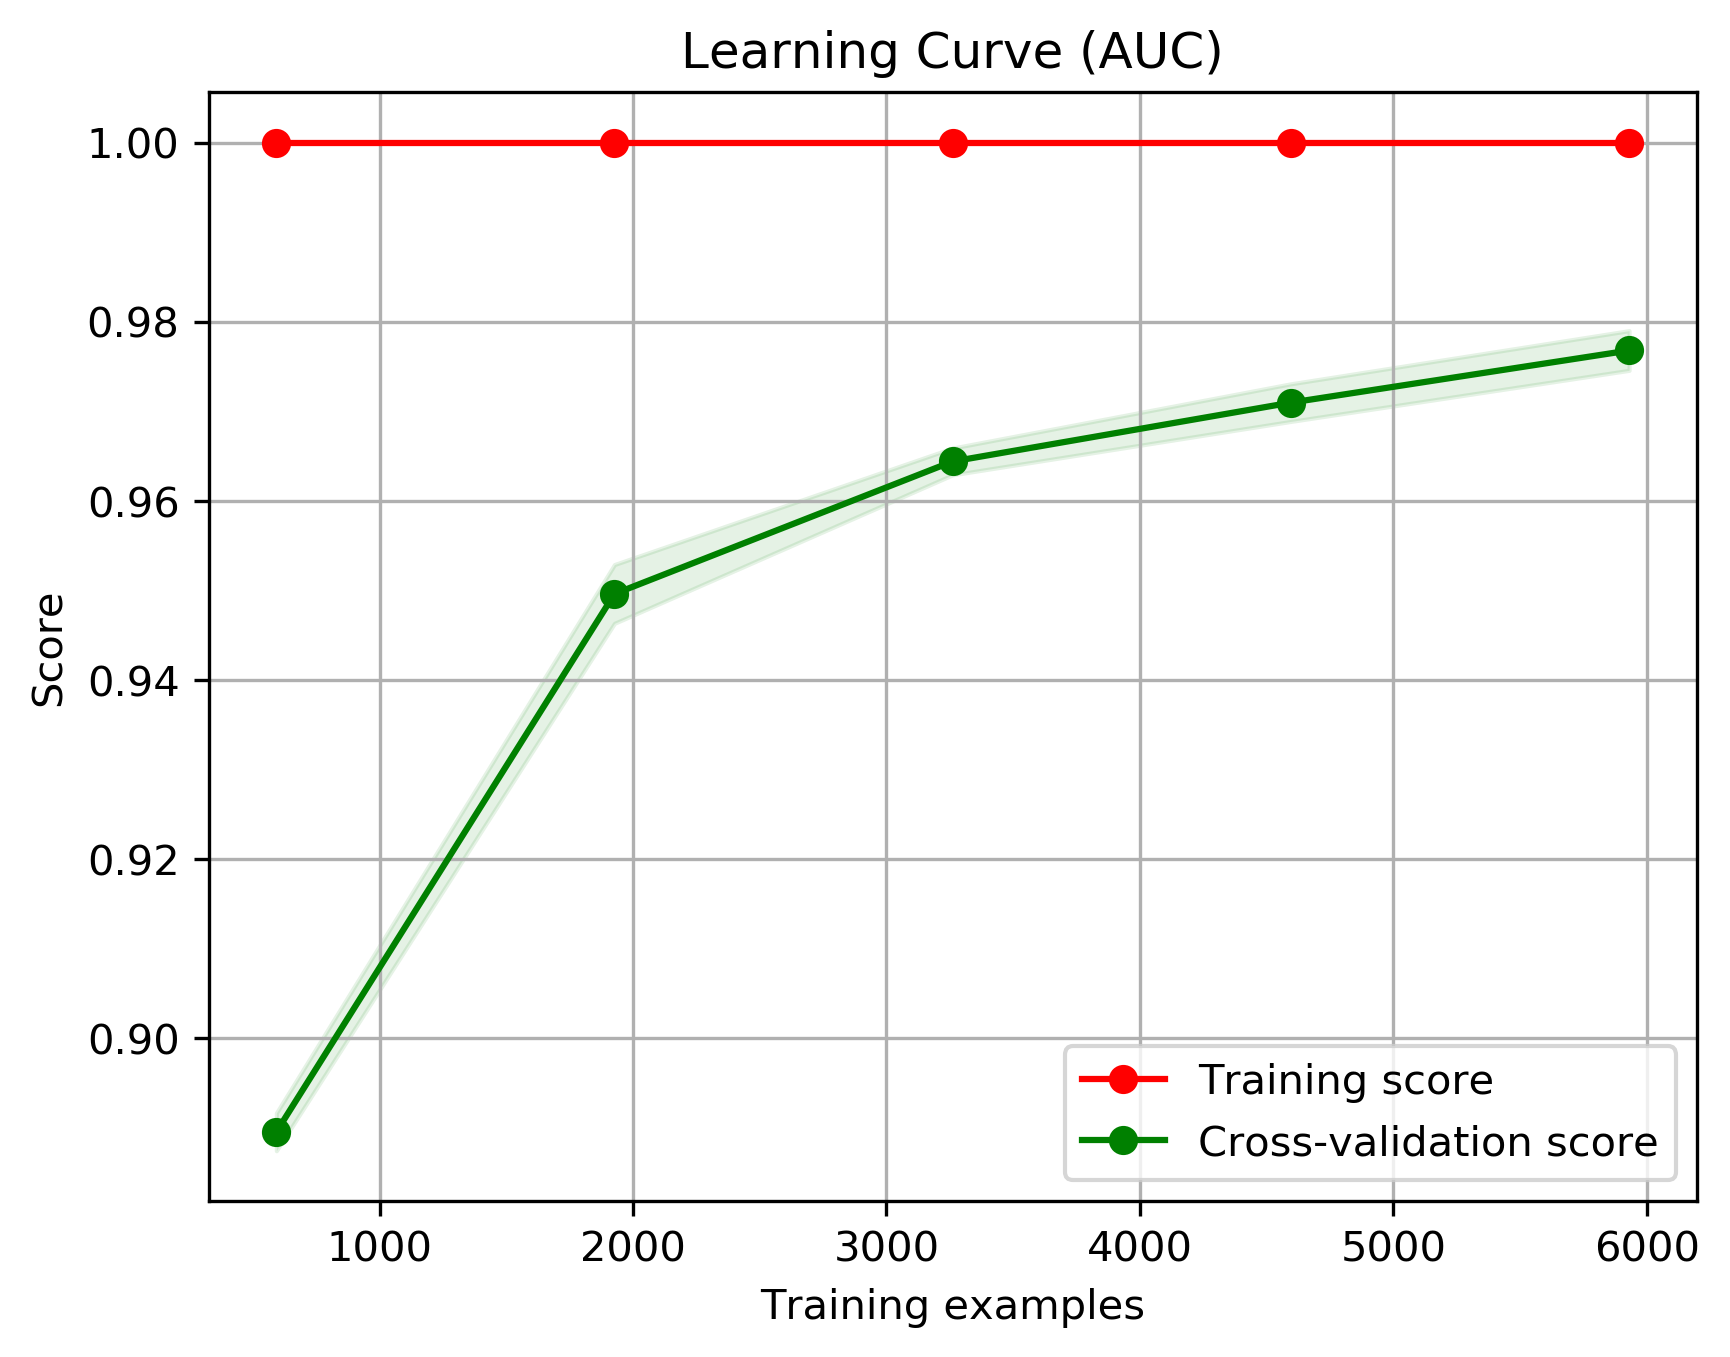 Learning Curve (AUC)
1.00
0.98
0.96
0.94
0.92
0.90
Score
Training score
Cross-validation score
1000 2000 3000 4000 5000 6000
Training examples